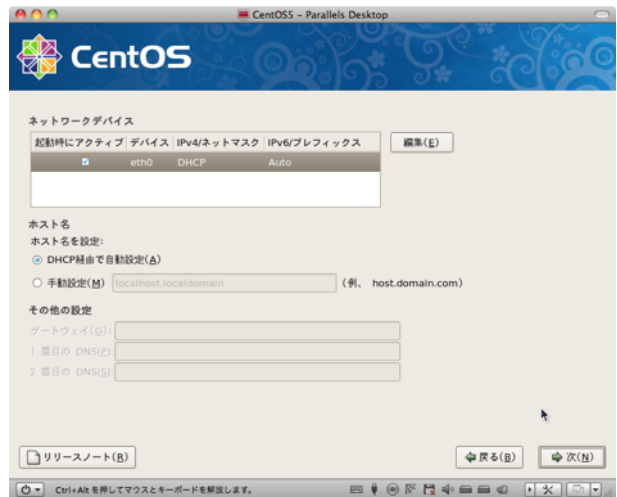 CentOS5 - Parallels Desktop
CentOS
ネットワークデバイス
起動時にアクティブ デバイス IPv4/ネットマスク IPv6/プレフィックス
編集(E)
eth0 DHCP Auto
ホスト名
ホスト名を設定:
DHCP経由で自動設定(A)
手動設定(M) localhost.localdomain (例. host.domain.com)
その他の設定
ゲートウェイ(G):
1 番目の DNS(P):
2 番目の DNS(S):
リリースノート(R) 戻る(B) 次(N)
Ctrl+Alt を押してマウスとキーボードを解放します。